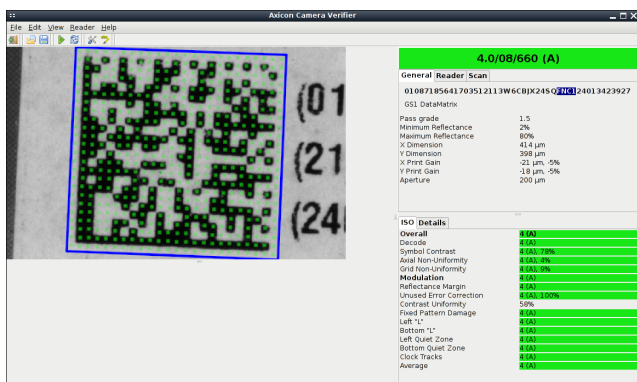 Axicon Camera Verifier
File Edit View Reader Help
4.0/08/660 (A)
General Reader Scan
01087185641703512113W6CBJX24SQFNC124013423927
GS1 DataMatrix
Pass grade 1.5
Minimum Reflectance 2%
Maximum Reflectance 80%
X Dimension 414 µm
Y Dimension 398 µm
X Print Gain -21 µm, -5%
Y Print Gain -18 µm, -5%
Aperture 200 µm
(01
(21
(24
ISO Details
Overall 4 (A)
Decode 4 (A)
Symbol Contrast 4 (A), 78%
Axial Non-Uniformity 4 (A), 4%
Grid Non-Uniformity 4 (A), 9%
Modulation 4 (A)
Reflectance Margin 4 (A)
Unused Error Correction 4 (A), 100%
Contrast Uniformity 58%
Fixed Pattern Damage 4 (A)
Left "L" 4 (A)
Bottom "L" 4 (A)
Left Quiet Zone 4 (A)
Bottom Quiet Zone 4 (A)
Clock Tracks 4 (A)
Average 4 (A)